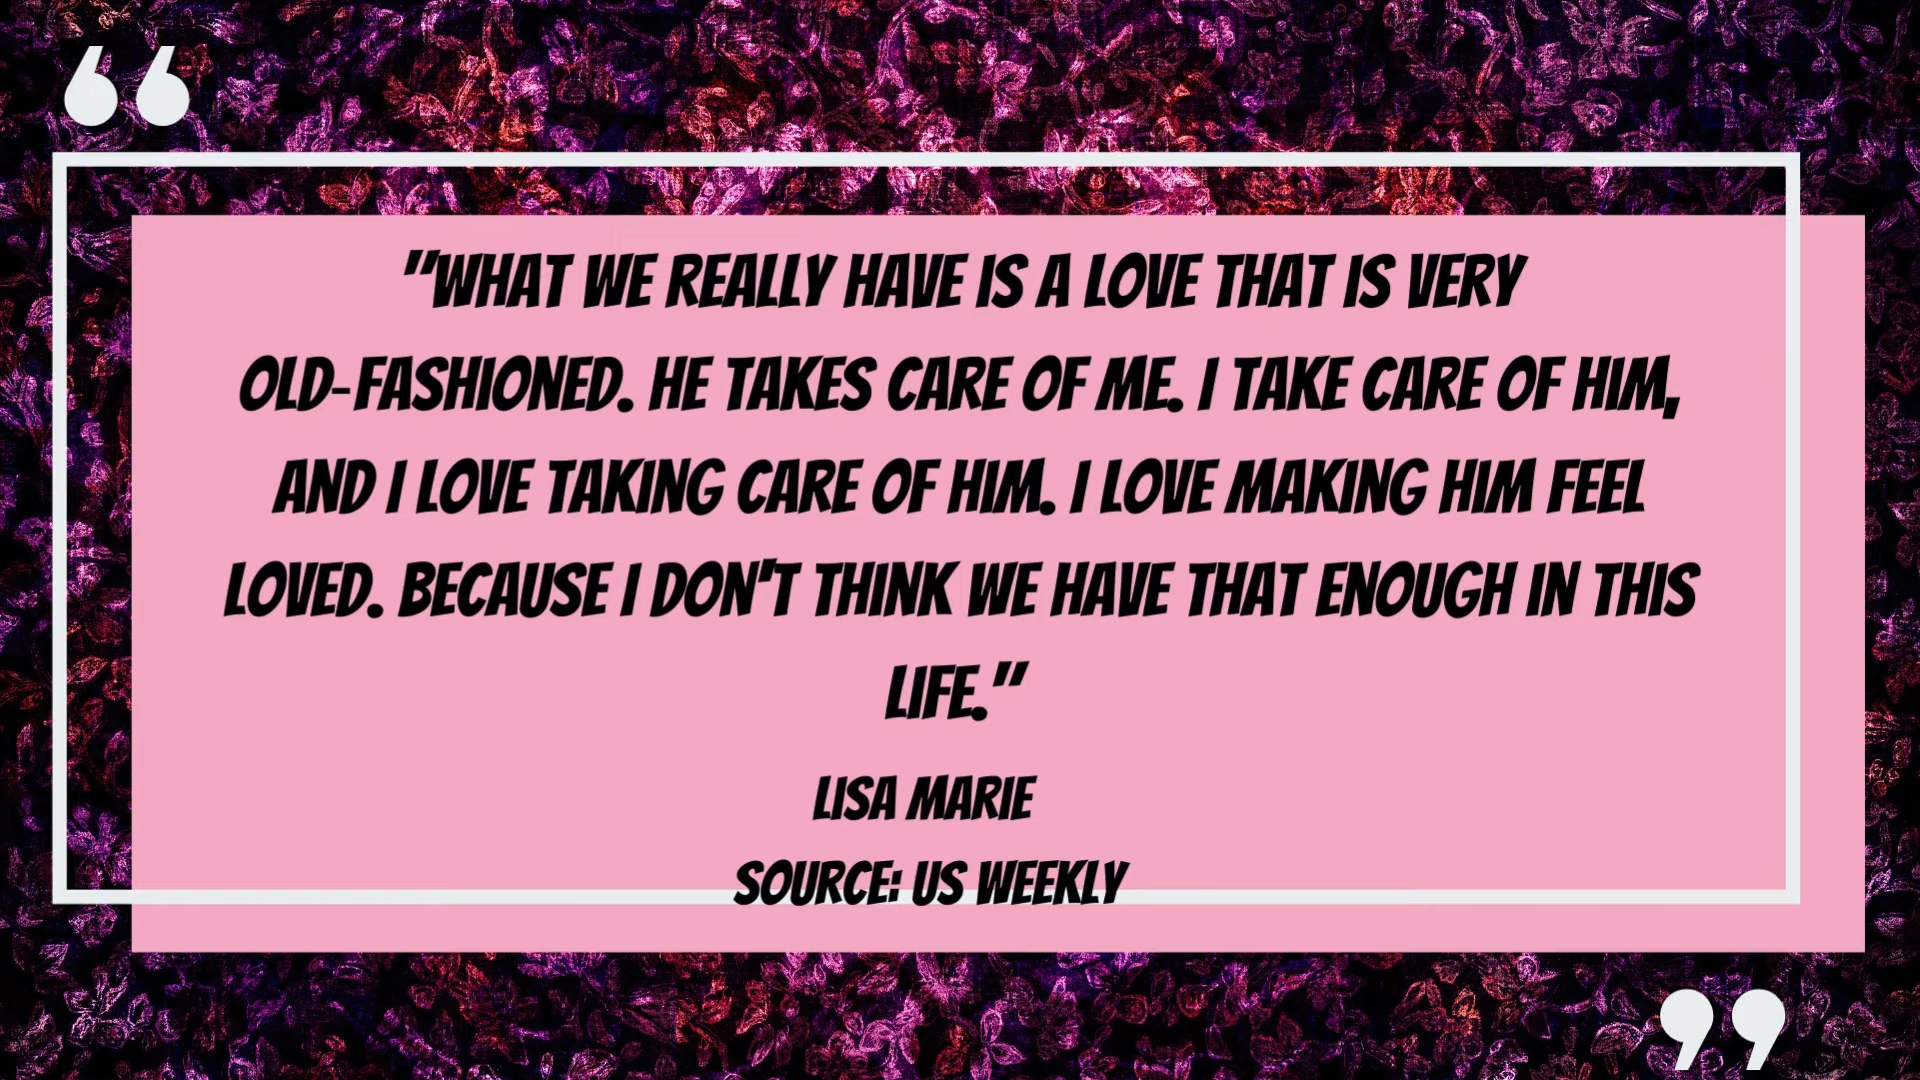 "WHAT WE REALLY HAVE IS A LOVE THAT IS VERY
OLD-FASHIONED. HE TAKES CARE OF ME. I TAKE CARE OF HIM,
AND I LOVE TAKING CARE OF HIM. I LOVE MAKING HIM FEEL
LOVED. BECAUSE I DON'T THINK WE HAVE THAT ENOUGH IN THIS
LIFE."
LISA MARIE
SOURCE: US WEEKLY